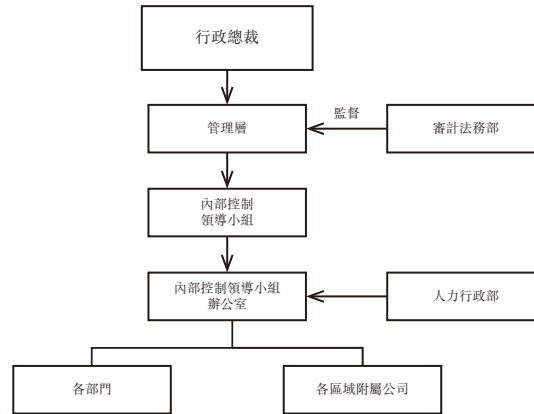 行政總裁
管理層
監督
審計法務部
內部控制
領導小組
內部控制領導小組
辦公室
人力行政部
各部門
各區域附屬公司